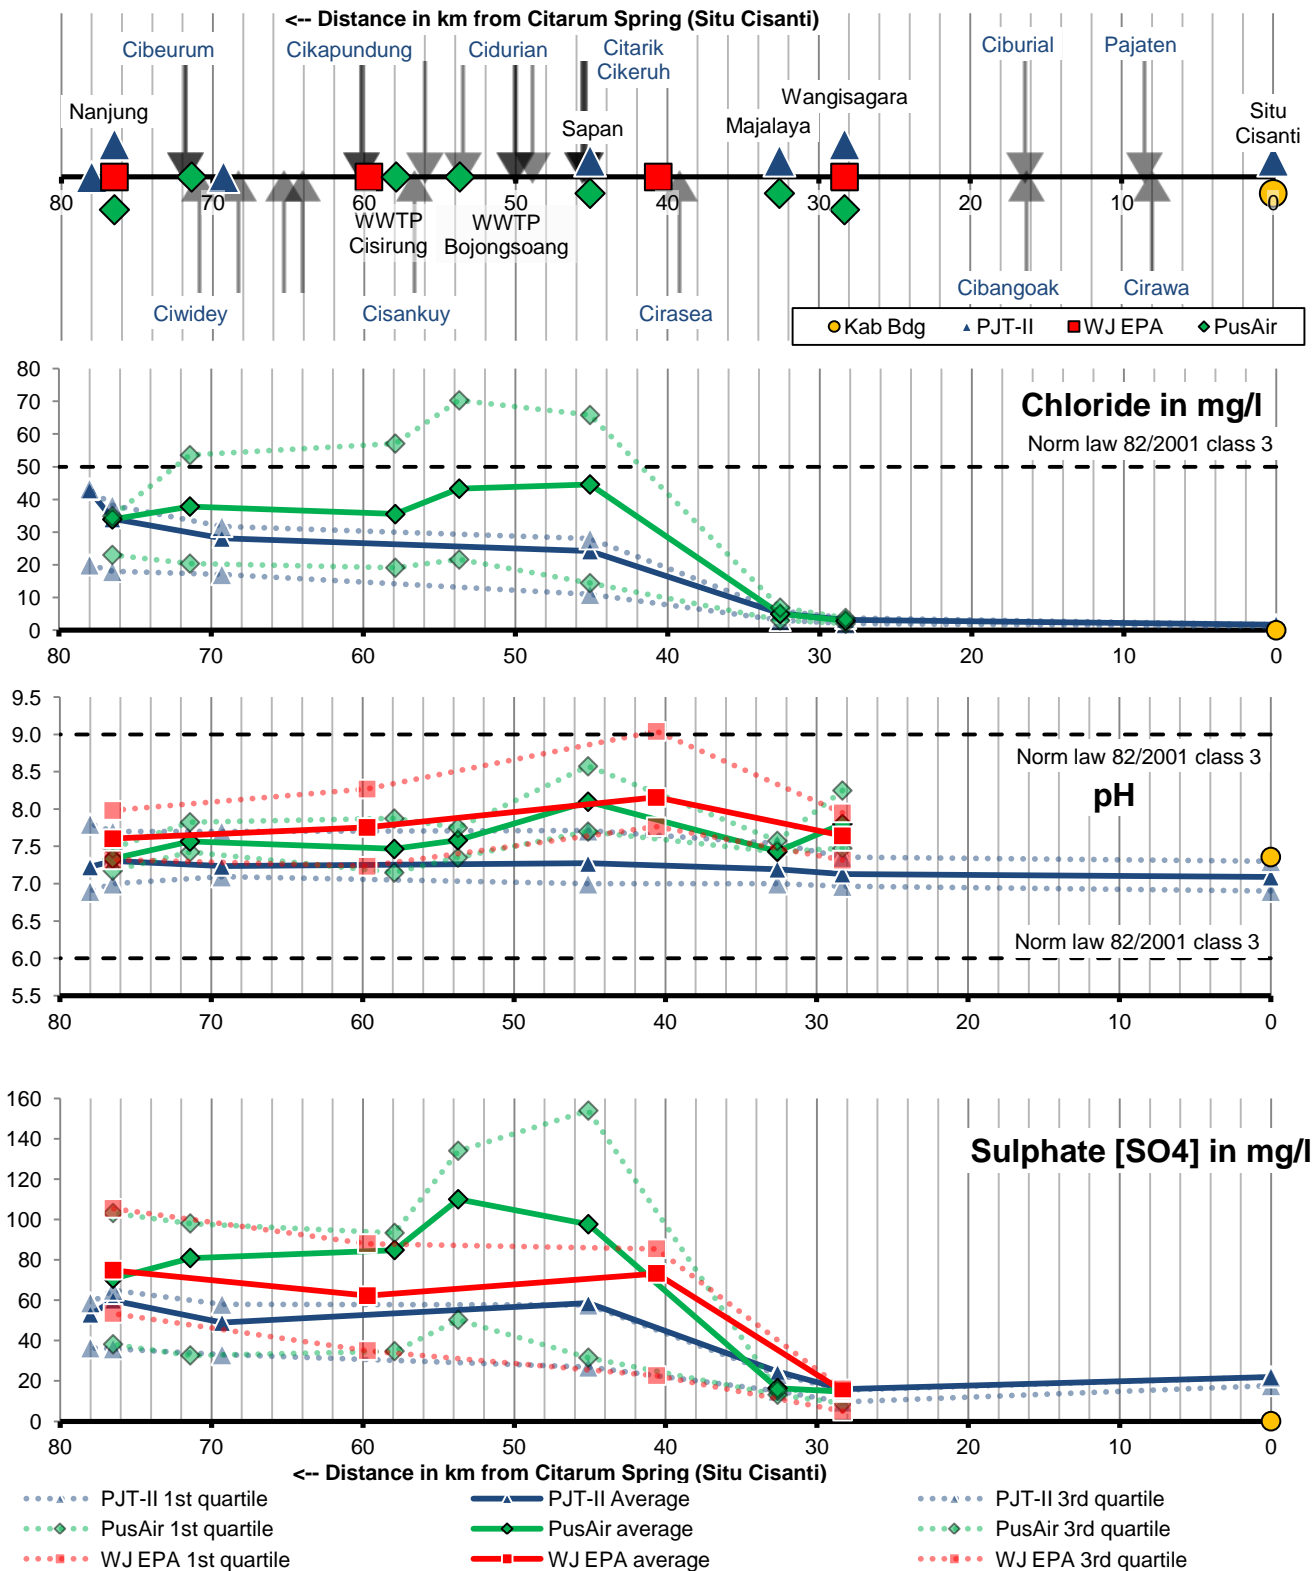 <-- Distance in km from Citarum Spring (Situ Cisanti)
Cibeurum
Cikapundung
Cidurian
Citarik
Cikeruh
Ciburial
Pajaten
Nanjung
Sapan
Majalaya
Wangisagara
Situ
Cisanti
80 70 60 50 40 30 20 10 0
WWTP
Cisirung
WWTP
Bojongsoang
Ciwidey
Cisankuy
Cirasea
Cibangoak
Cirawa
Kab Bdg PJT-II WJ EPA PusAir
Chloride in mg/l
Norm law 82/2001 class 3
80
70
60
50
40
30
20
10
0
80 70 60 50 40 30 20 10 0
9.5
9.0
8.5
8.0
7.5
7.0
6.5
6.0
5.5
Norm law 82/2001 class 3
pH
Norm law 82/2001 class 3
80 70 60 50 40 30 20 10 0
160
140
120
100
80
60
40
20
0
Sulphate [SO4] in mg/l
80 70 60 50 40 30 20 10 0
<-- Distance in km from Citarum Spring (Situ Cisanti)
PJT-II 1st quartile PJT-II Average PJT-II 3rd quartile
PusAir 1st quartile PusAir average PusAir 3rd quartile
WJ EPA 1st quartile WJ EPA average WJ EPA 3rd quartile